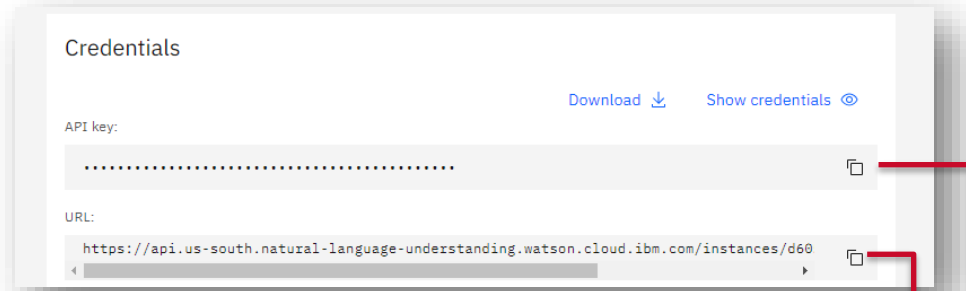 Credentials
Download Show credentials
API key:
............................................
URL:
https://api.us-south.natural-language-understanding.watson.cloud.ibm.com/instances/d60